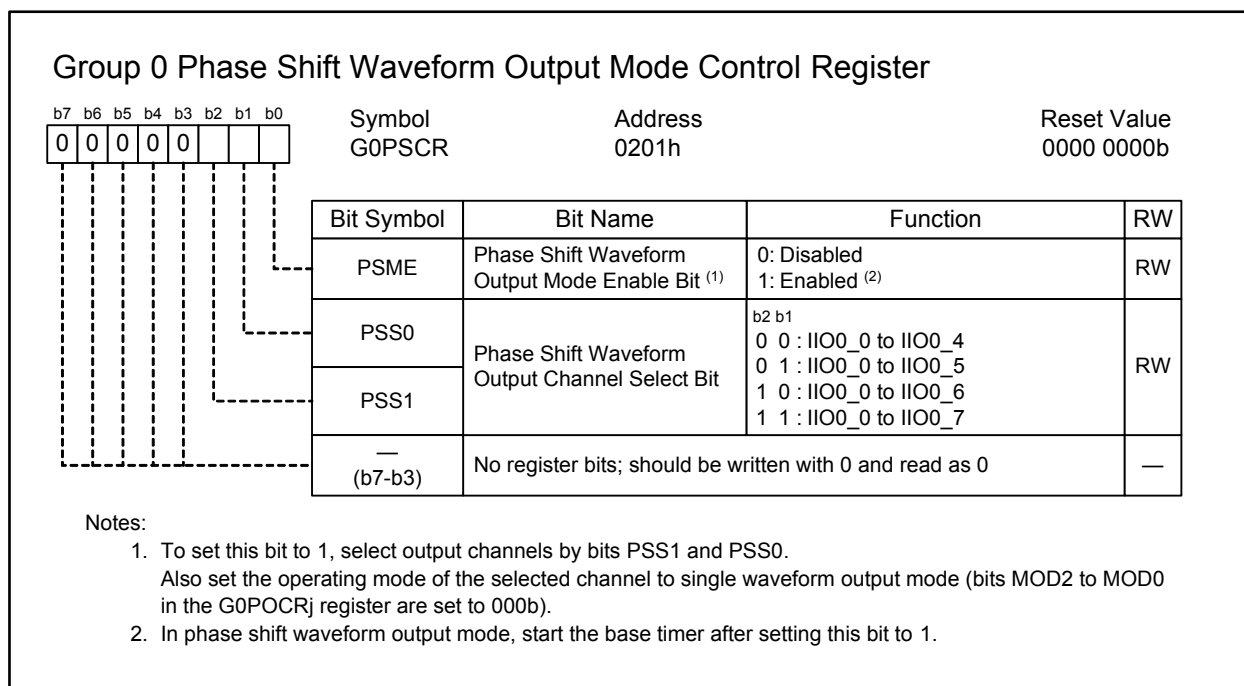 Group 0 Phase Shift Waveform Output Mode Control Register
b7 b6 b5 b4 b3 b2 b1 b0
0 0 0 0 0
Symbol Address Reset Value
G0PSCR 0201h 0000 0000b
Bit Symbol Bit Name Function RW
PSME
Phase Shift Waveform
Output Mode Enable Bit (1)
0: Disabled
1: Enabled (2)
RW
PSS0
PSS1
Phase Shift Waveform
Output Channel Select Bit
b2 b1
0 0 : IIO0_0 to IIO0_4
0 1 : IIO0_0 to IIO0_5
1 0 : IIO0_0 to IIO0_6
1 1 : IIO0_0 to IIO0_7
RW
—
(b7-b3)
No register bits; should be written with 0 and read as 0
—
Notes:
1. To set this bit to 1, select output channels by bits PSS1 and PSS0.
Also set the operating mode of the selected channel to single waveform output mode (bits MOD2 to MOD0
in the G0POCRj register are set to 000b).
2. In phase shift waveform output mode, start the base timer after setting this bit to 1.